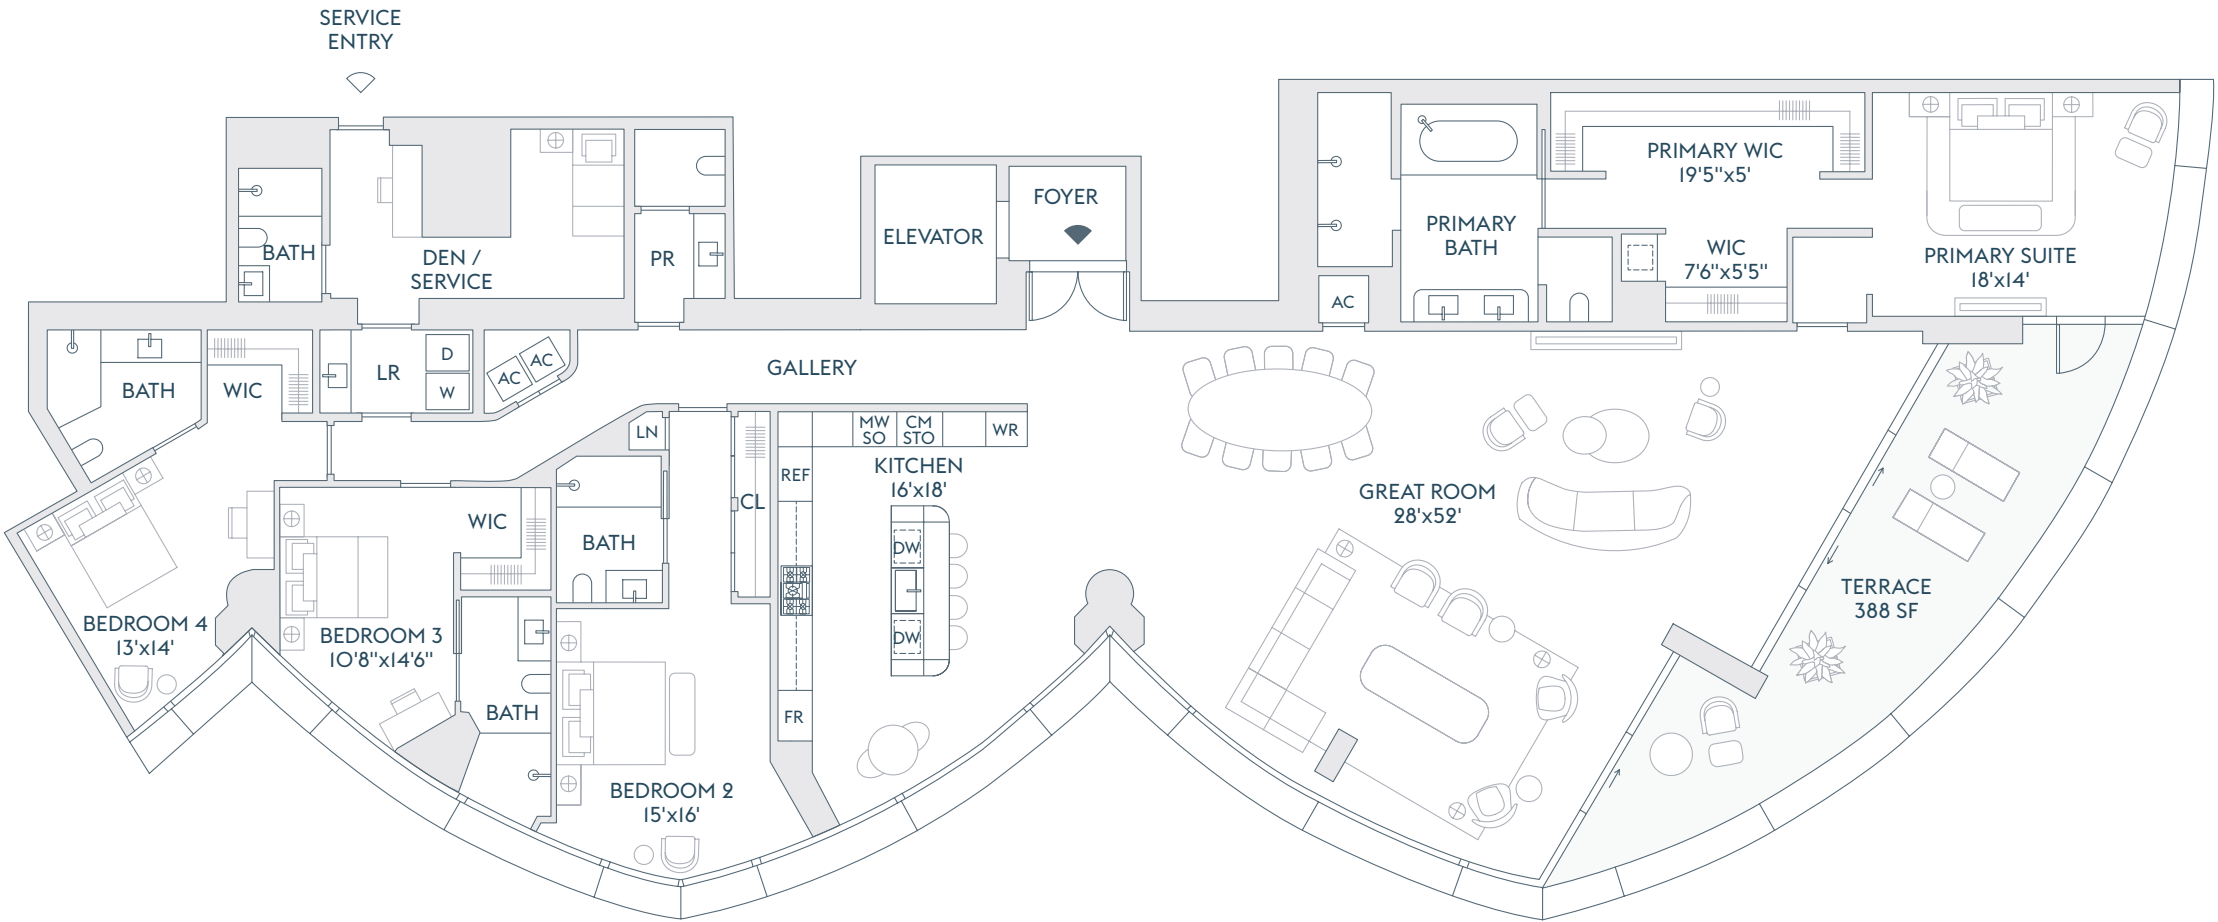 SERVICE
ENTRY
BATH
DEN /
SERVICE
PR
ELEVATOR
FOYER
PRIMARY
BATH
PRIMARY WIC
19'5"x5'
WIC
7'6"x5'5"
PRIMARY SUITE
18'x14'
AC
BATH
WIC
LR
D
W
AC
AC
GALLERY
LN
CL
MW
SO
CM
STO
WR
REF
KITCHEN
16'x18'
DW
DW
FR
GREAT ROOM
28'x52'
TERRACE
388 SF
WIC
BATH
BEDROOM 4
13'x14'
BEDROOM 3
10'8"x14'6"
BATH
BEDROOM 2
15'x16'